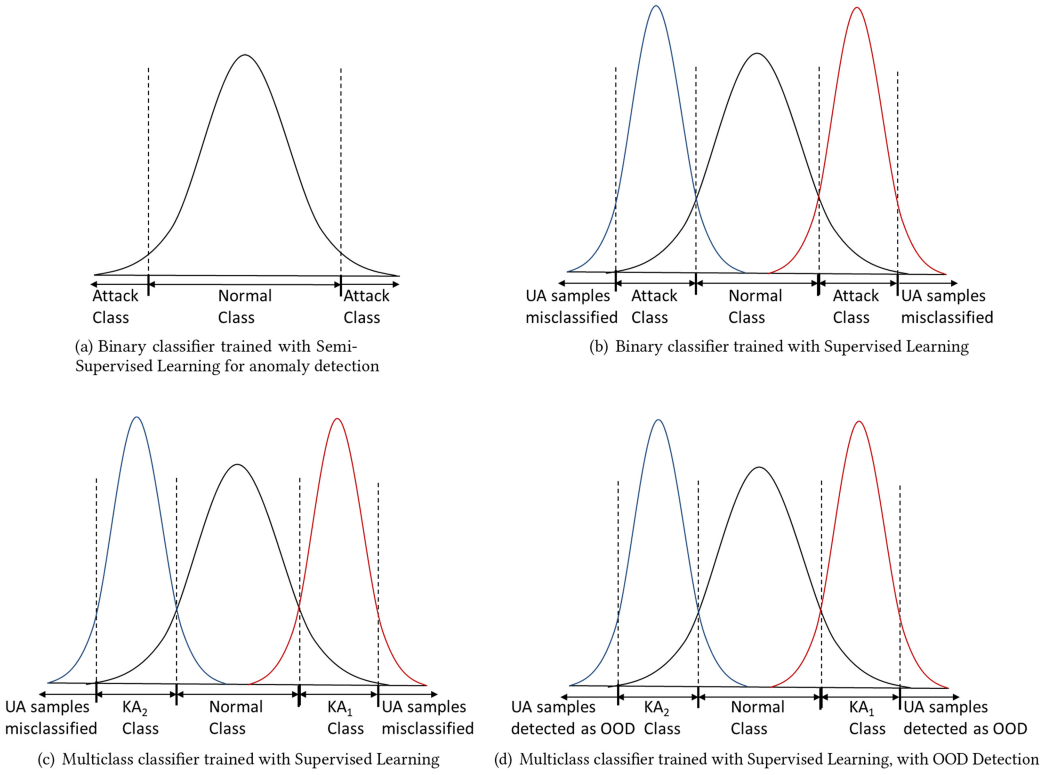 Attack Normal Attack
Class Class Class
(a) Binary classifier trained with Semi-
Supervised Learning for anomaly detection
UA samples Attack Normal Attack UA samples
misclassified Class Class Class misclassified
(b) Binary classifier trained with Supervised Learning
UA samples KA₂ Normal KA₁ UA samples
misclassified Class Class Class misclassified
(c) Multiclass classifier trained with Supervised Learning
UA samples KA₂ Normal KA₁ UA samples
detected as OOD Class Class Class detected as OOD
(d) Multiclass classifier trained with Supervised Learning, with OOD Detection